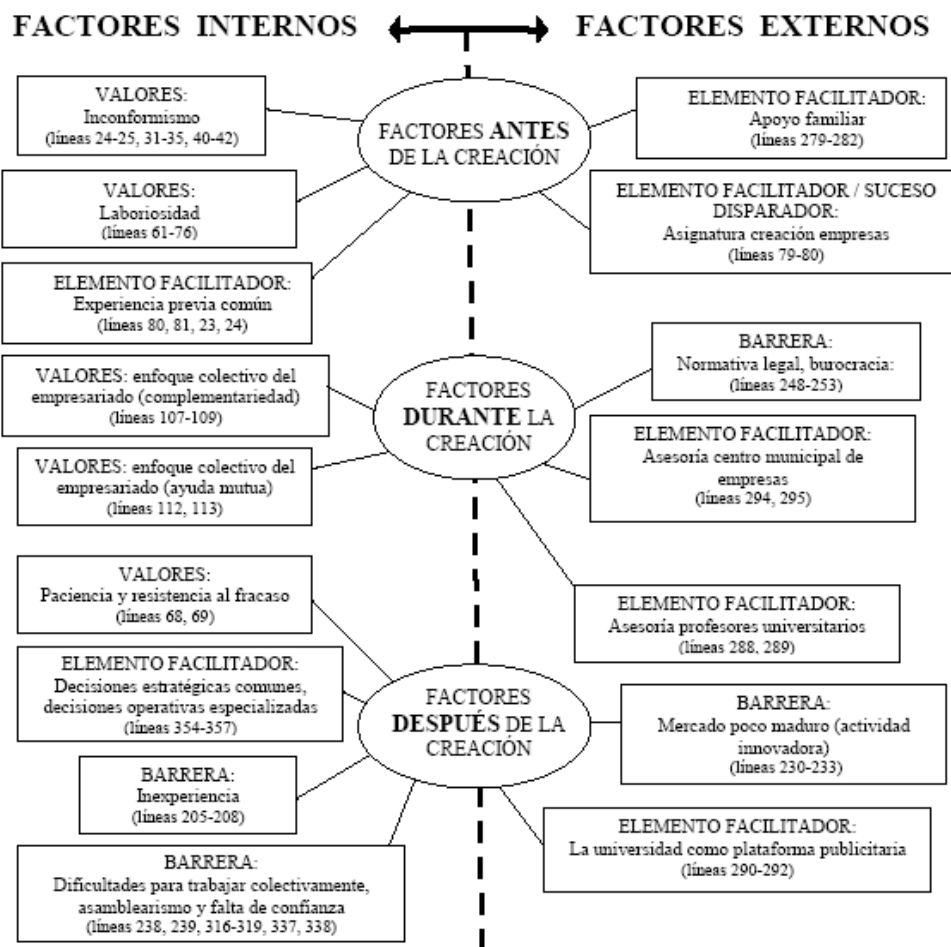 FACTORES INTERNOS
FACTORES EXTERNOS
VALORES:
Inconformismo
(líneas 24-25, 31-35, 40-42)
VALORES:
Laboriosidad
(líneas 61-76)
ELEMENTO FACILITADOR:
Experiencia previa común
(líneas 80, 81, 23, 24)
FACTORES ANTES
DE LA CREACIÓN
ELEMENTO FACILITADOR:
Apoyo familiar
(líneas 279-282)
ELEMENTO FACILITADOR / SUCESO
DISPARADOR:
Asignatura creación empresas
(líneas 79-80)
VALORES: enfoque colectivo del
empresariado (complementariedad)
(líneas 107-109)
VALORES: enfoque colectivo del
empresariado (ayuda mutua)
(líneas 112, 113)
FACTORES
DURANTE LA
CREACIÓN
BARRERA:
Normativa legal, burocracia:
(líneas 248-253)
ELEMENTO FACILITADOR:
Asesoría centro municipal de
empresas
(líneas 294, 295)
ELEMENTO FACILITADOR:
Asesoría profesores universitarios
(líneas 288, 289)
VALORES:
Paciencia y resistencia al fracaso
(líneas 68, 69)
ELEMENTO FACILITADOR:
Decisiones estratégicas comunes,
decisiones operativas especializadas
(líneas 354-357)
BARRERA:
Inexperiencia
(líneas 205-208)
BARRERA:
Dificultades para trabajar colectivamente,
asamblearismo y falta de confianza
(líneas 238, 239, 316-319, 337, 338)
FACTORES
DESPUÉS DE LA
CREACIÓN
BARRERA:
Mercado poco maduro (actividad
innovadora)
(líneas 230-233)
ELEMENTO FACILITADOR:
La universidad como plataforma publicitaria
(líneas 290-292)